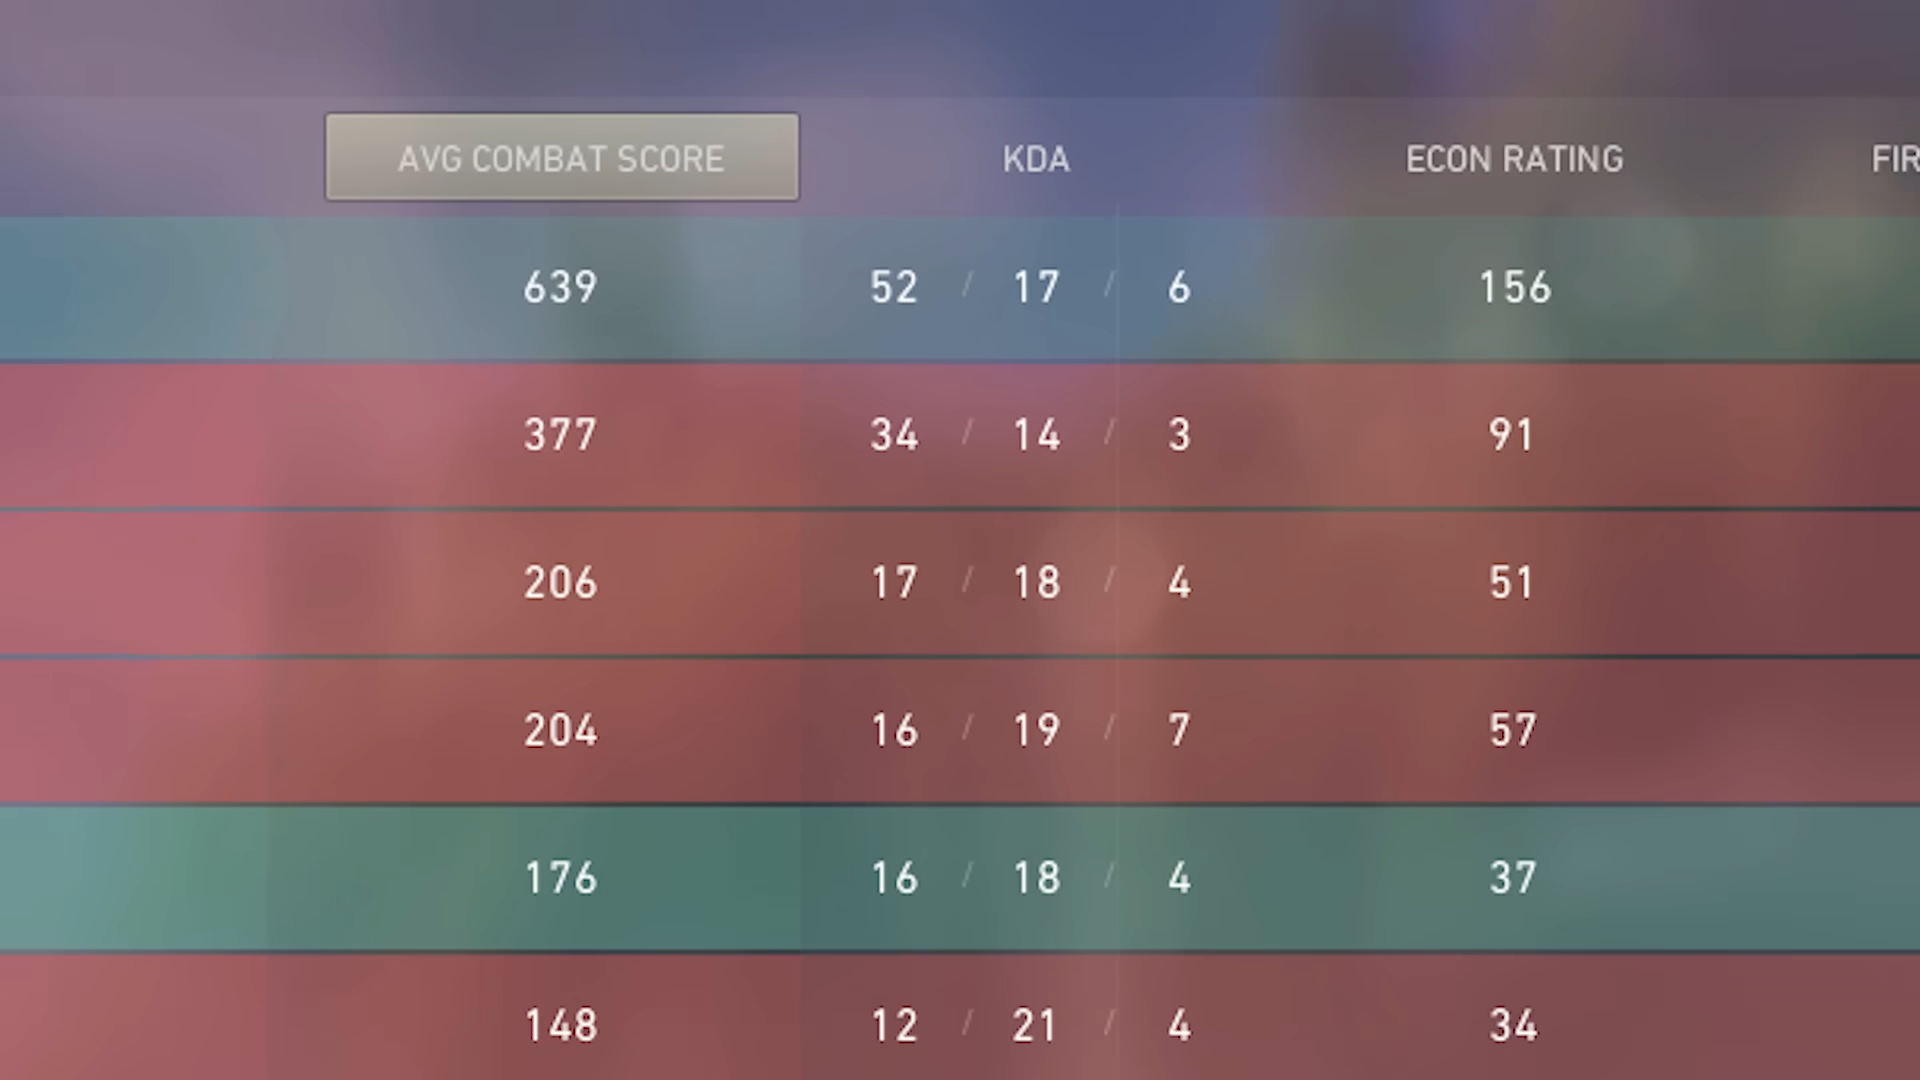 AVG COMBAT SCORE KDA ECON RATING FIR
639 52 / 17 / 6 156
377 34 / 14 / 3 91
206 17 / 18 / 4 51
204 16 / 19 / 7 57
176 16 / 18 / 4 37
148 12 / 21 / 4 34